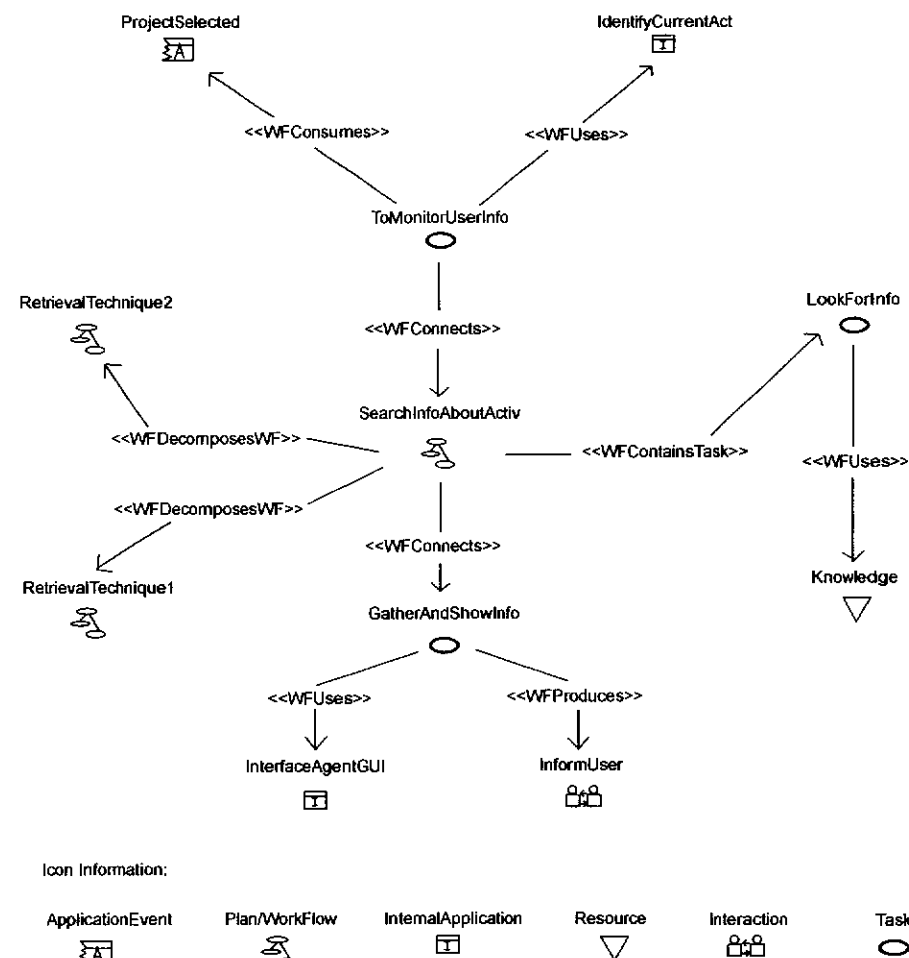 ProjectSelected
IdentifyCurrentAct
A
I
<<WFConsumes>>
<<WFUses>>
ToMonitorUserInfo
RetrievalTechnique2
LookForInfo
<<WFConnects>>
SearchInfoAboutActiv
<<WFDecomposesWF>>
<<WFContainsTask>>
<<WFUses>>
<<WFDecomposesWF>>
<<WFConnects>>
RetrievalTechnique1
Knowledge
GatherAndShowInfo
<<WFUses>>
<<WFProduces>>
InterfaceAgentGUI
InformUser
I
Icon Information:
ApplicationEvent Plan/WorkFlow InternalApplication Resource Interaction Task
A I